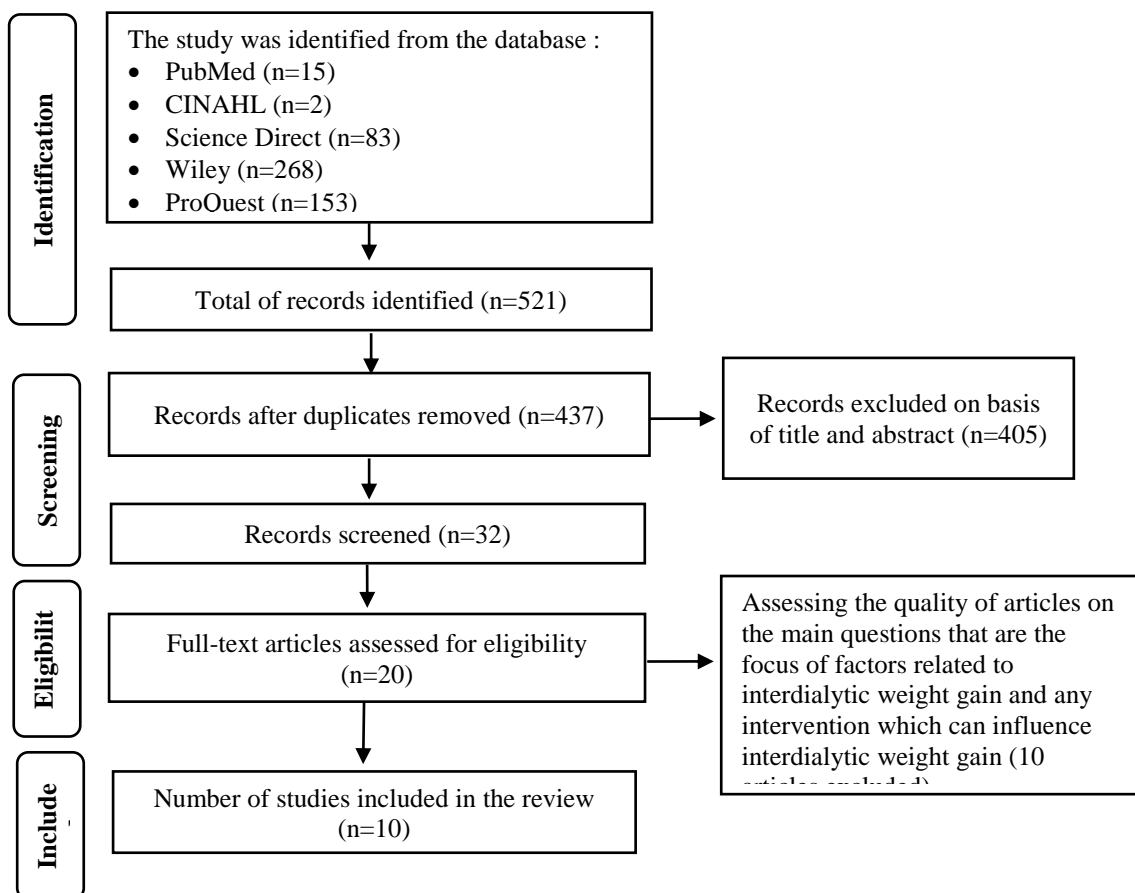 Identification
The study was identified from the database :
• PubMed (n=15)
• CINAHL (n=2)
• Science Direct (n=83)
• Wiley (n=268)
• ProQuest (n=153)
Total of records identified (n=521)
Screening
Records after duplicates removed (n=437)
Records excluded on basis
of title and abstract (n=405)
Records screened (n=32)
Eligibilit
Full-text articles assessed for eligibility
(n=20)
Assessing the quality of articles on
the main questions that are the
focus of factors related to
interdialytic weight gain and any
intervention which can influence
interdialytic weight gain (10
articles excluded)
Include
Number of studies included in the review
(n=10)